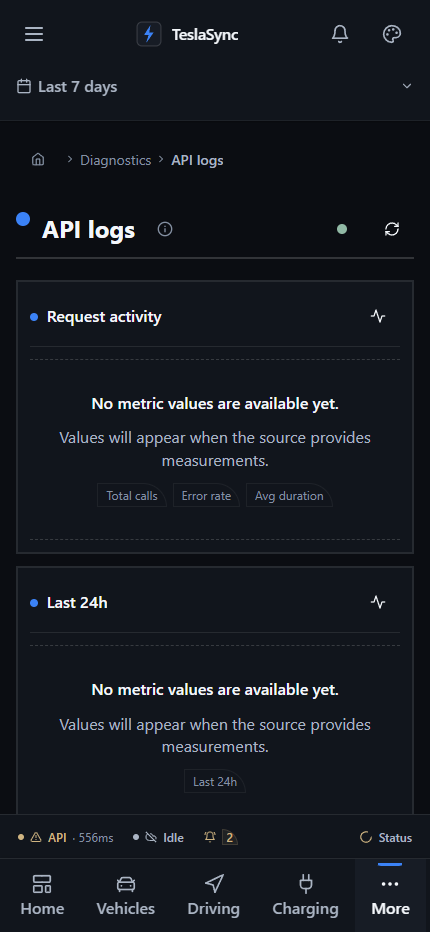 TeslaSync
Last 7 days
Diagnostics
API logs
API logs
Request activity
No metric values are available yet.
Values will appear when the source provides
measurements.
Total calls
Error rate
Avg duration
Last 24h
No metric values are available yet.
Values will appear when the source provides
measurements.
Last 24h
API · 556ms
Idle
2
Status
Home
Vehicles
Driving
Charging
More